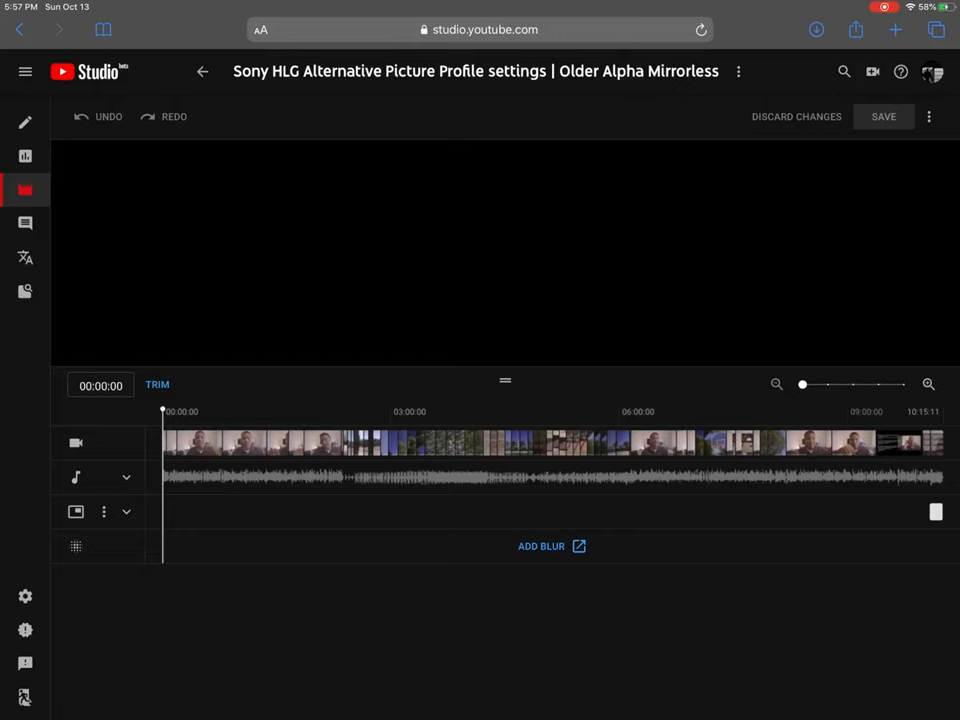 5:57 PM Sun Oct 13
58%
AA
studio.youtube.com
Studio beta
Sony HLG Alternative Picture Profile settings | Older Alpha Mirrorless
UNDO
REDO
DISCARD CHANGES
SAVE
00:00:00
TRIM
00:00:00
03:00:00
06:00:00
09:00:00
10:15:11
ADD BLUR